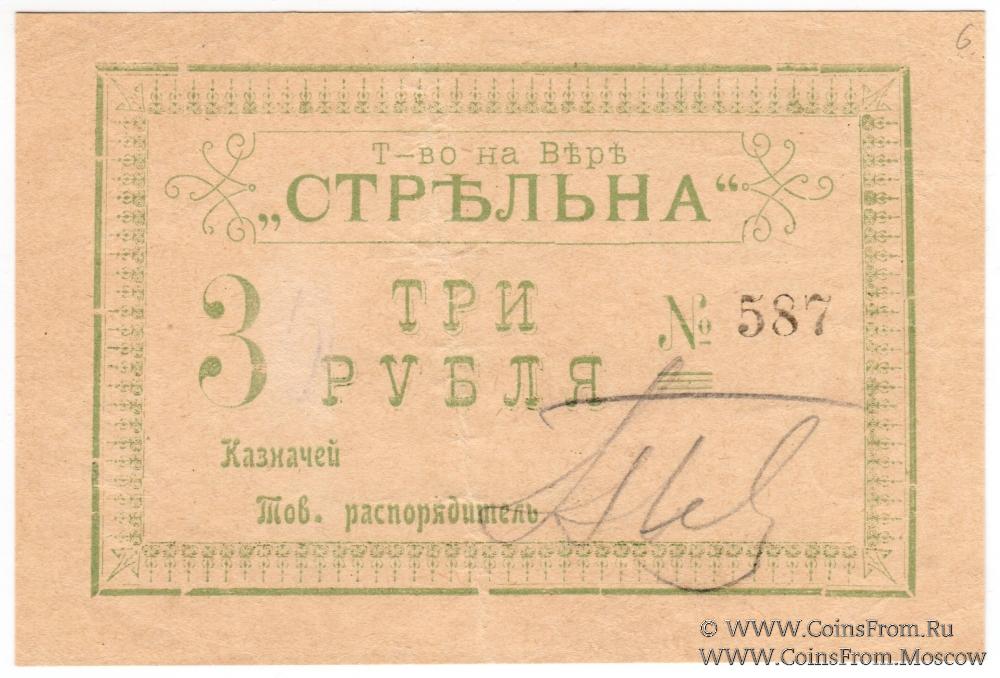 6
Т-во на Вѣрѣ
„СТРѢЛЬНА“
3 ТРИ № 587
РУБЛЯ
Казначей
Тов. распорядитель
© WWW.CoinsFrom.Ru
WWW.CoinsFrom.Moscow